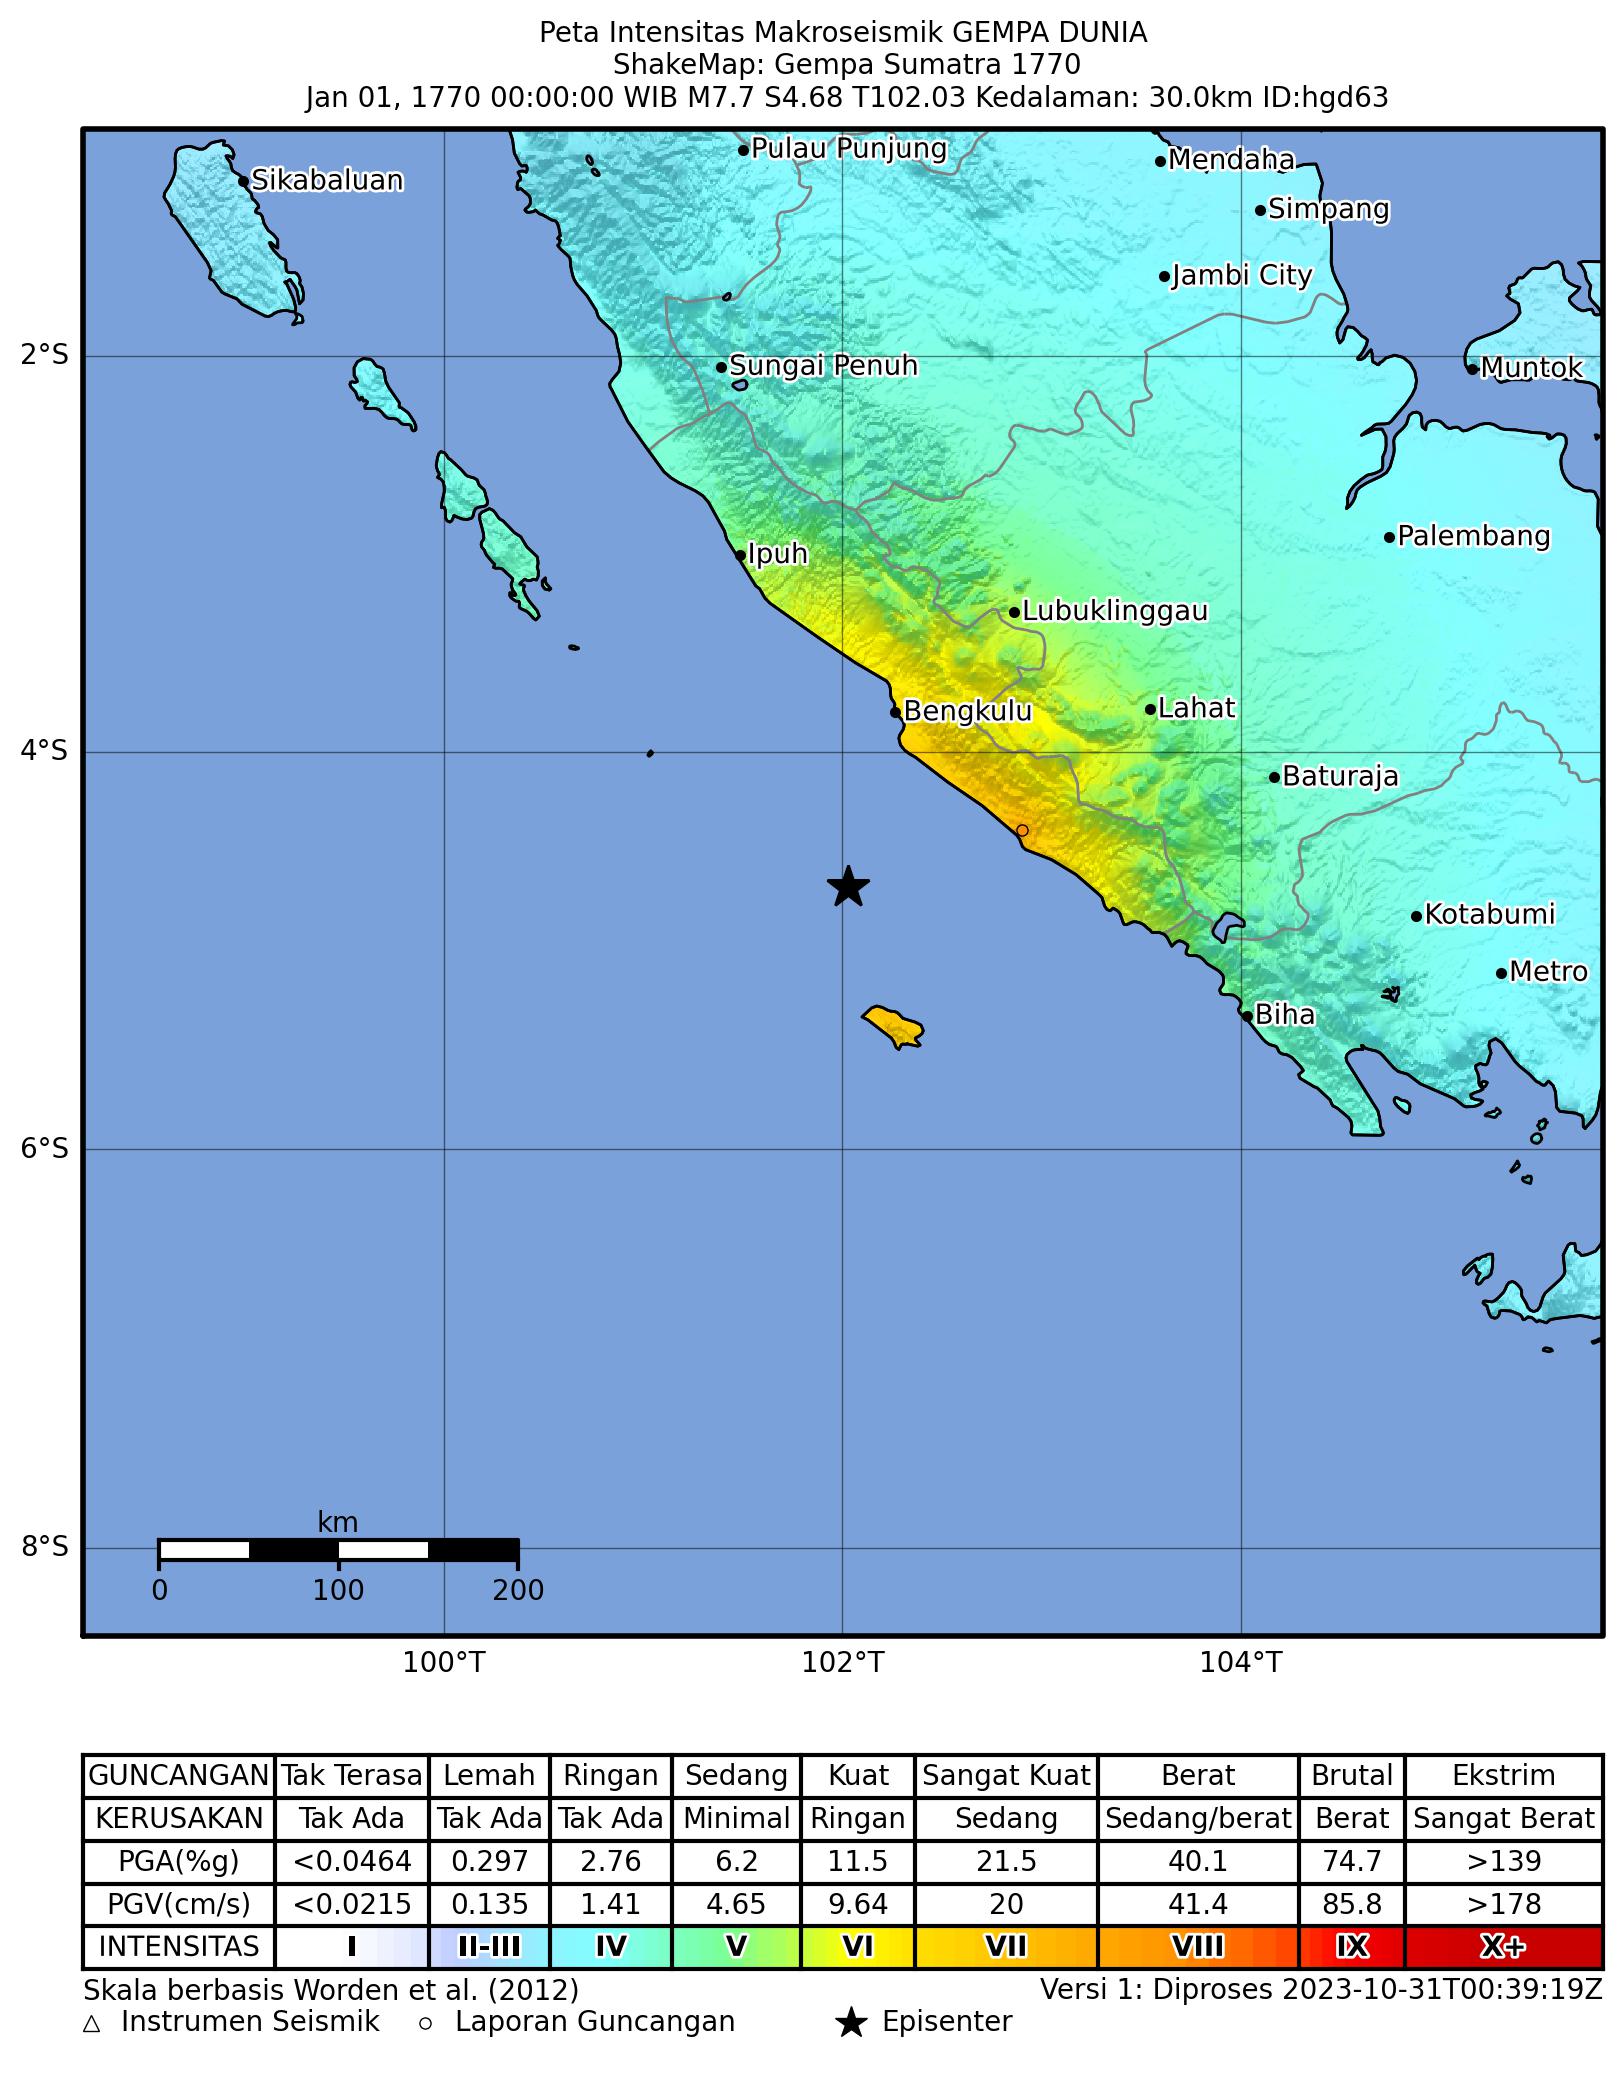 Peta Intensitas Makroseismik GEMPA DUNIA
ShakeMap: Gempa Sumatra 1770
Jan 01, 1770 00:00:00 WIB M7.7 S4.68 T102.03 Kedalaman: 30.0km ID:hgd63
Pulau Punjung
Mendaha
Sikabaluan
Simpang
Jambi City
2°S
Sungai Penuh
Muntok
Palembang
Ipuh
Lubuklinggau
Bengkulu
Lahat
4°S
Baturaja
Kotabumi
Metro
Biha
6°S
km
8°S
0 100 200
100°T 102°T 104°T
GUNCANGAN Tak Terasa Lemah Ringan Sedang Kuat Sangat Kuat Berat Brutal Ekstrim
KERUSAKAN Tak Ada Tak Ada Tak Ada Minimal Ringan Sedang Sedang/berat Berat Sangat Berat
PGA(%g) <0.0464 0.297 2.76 6.2 11.5 21.5 40.1 74.7 >139
PGV(cm/s) <0.0215 0.135 1.41 4.65 9.64 20 41.4 85.8 >178
INTENSITAS I II-III IV V VI VII VIII IX X+
Skala berbasis Worden et al. (2012) Versi 1: Diproses 2023-10-31T00:39:19Z
△ Instrumen Seismik ○ Laporan Guncangan ★ Episenter